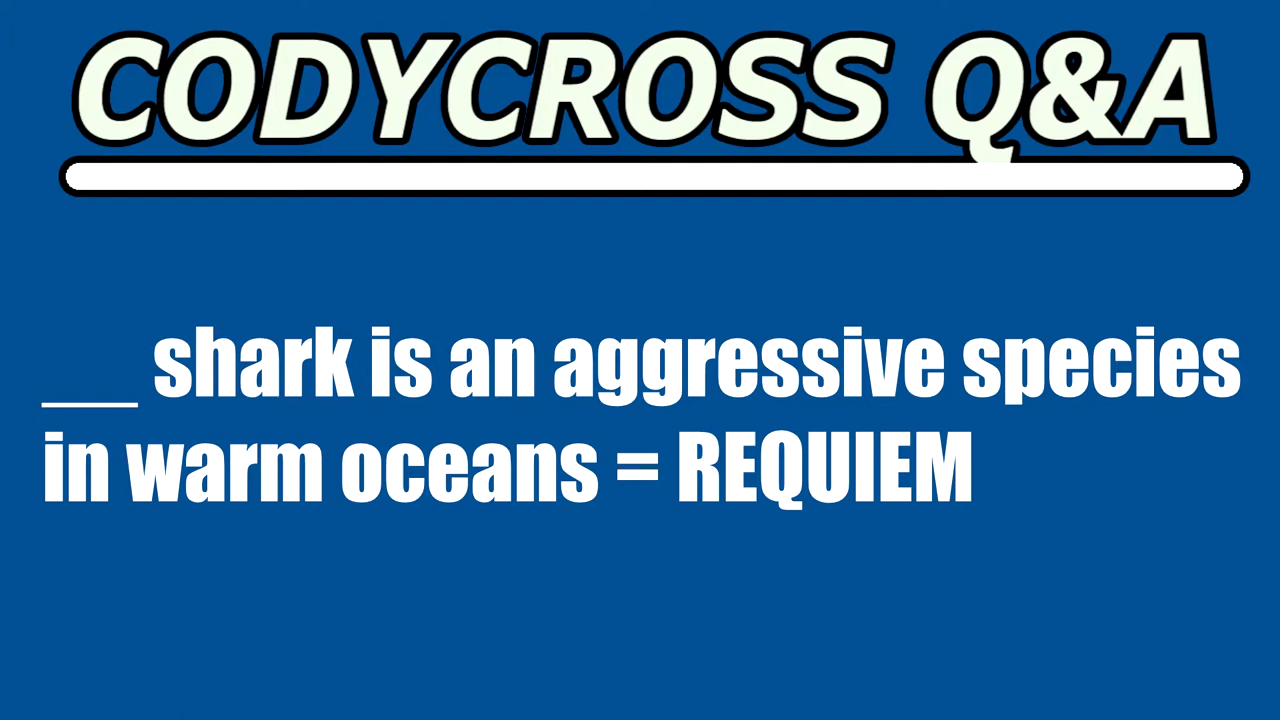 CODYCROSS Q&A
___ shark is an aggressive species
in warm oceans = REQUIEM